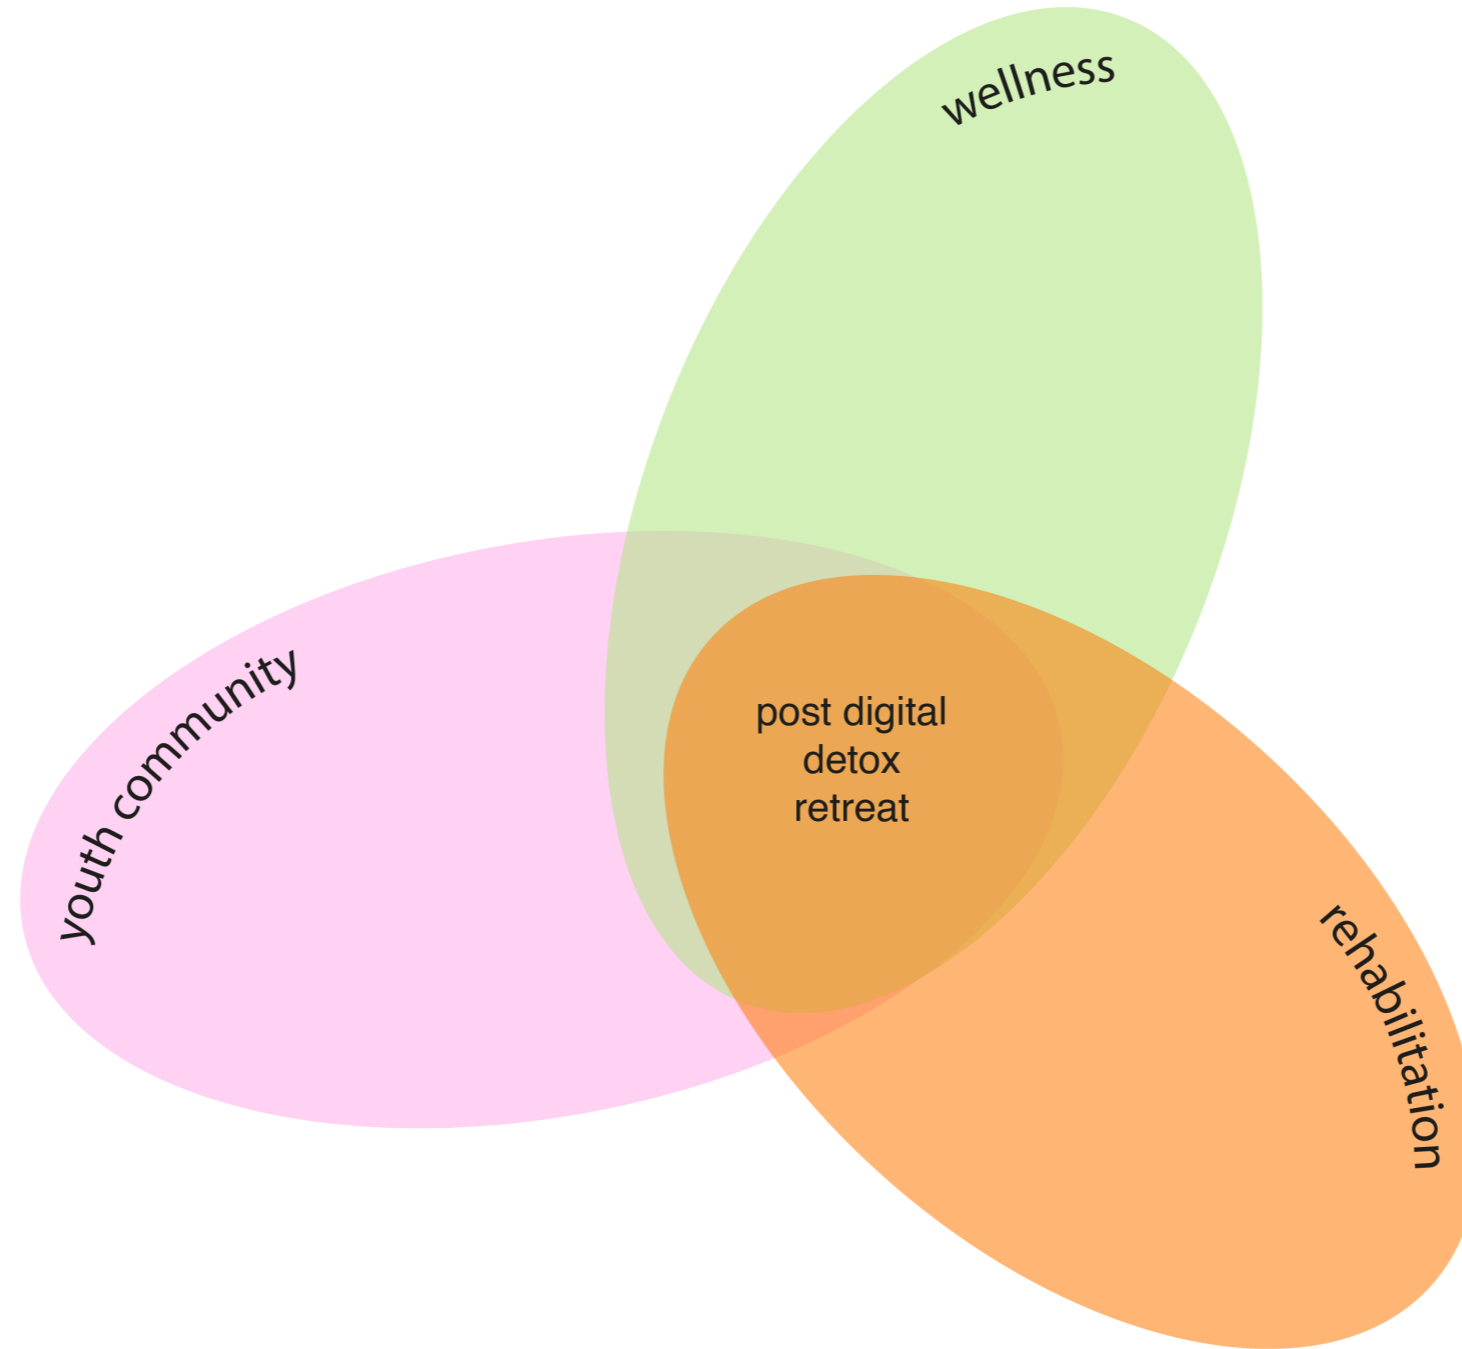 wellness
youth community
post digital
detox
retreat
rehabilitation